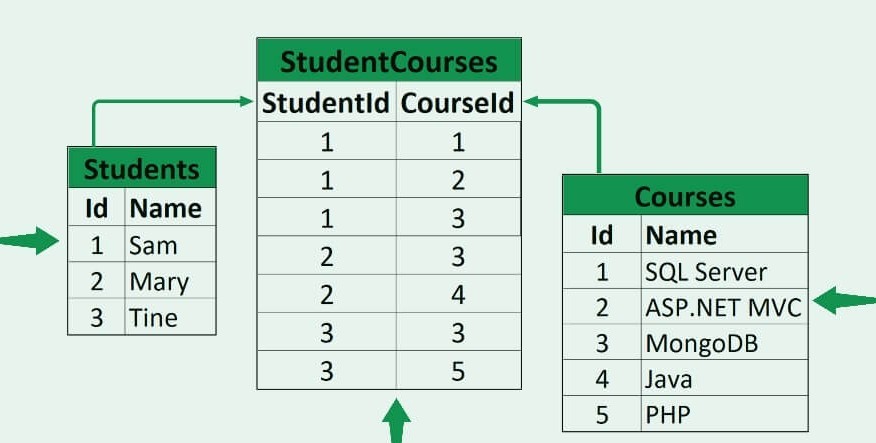 StudentCourses
StudentId CourseId
1 1
1 2
1 3
2 3
2 4
3 3
3 5
Students
Id Name
1 Sam
2 Mary
3 Tine
Courses
Id Name
1 SQL Server
2 ASP.NET MVC
3 MongoDB
4 Java
5 PHP